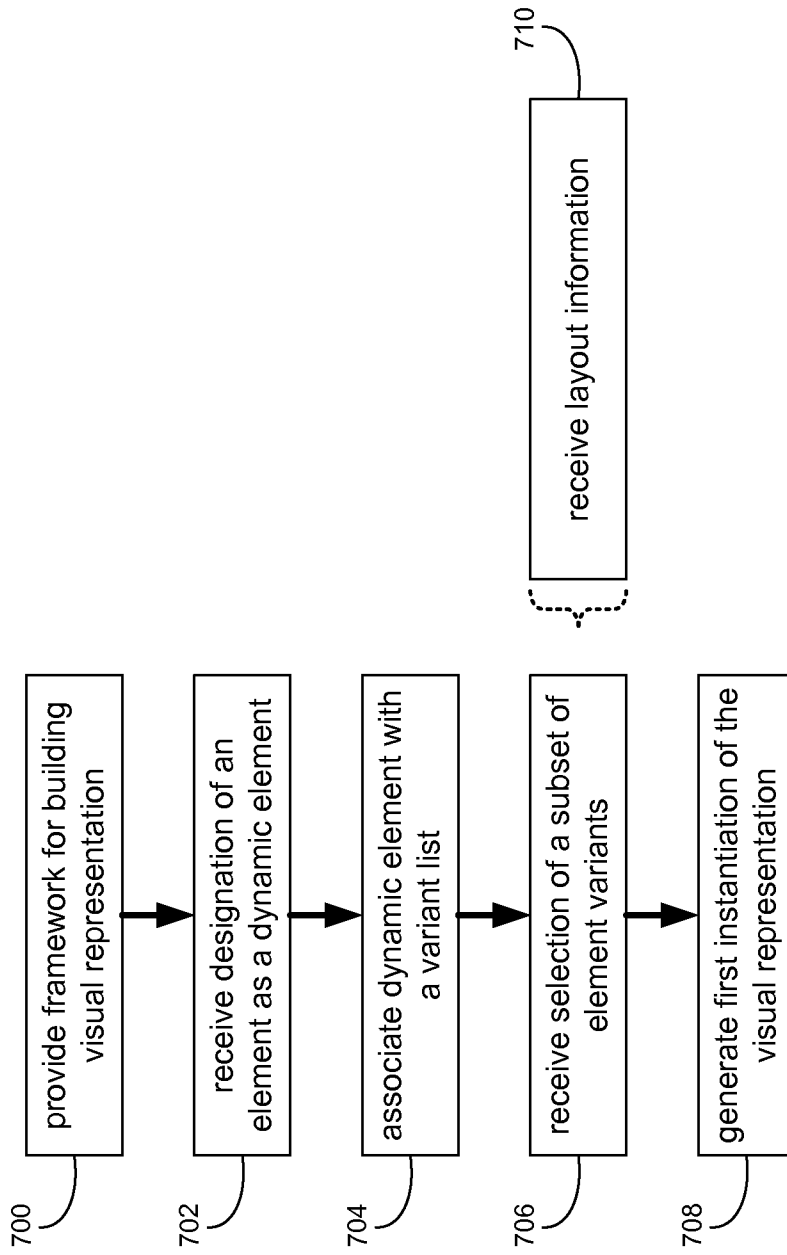 700
provide framework for building
visual representation
702
receive designation of an
element as a dynamic element
704
associate dynamic element with
a variant list
706
receive selection of a subset of
element variants
710
receive layout information
708
generate first instantiation of the
visual representation